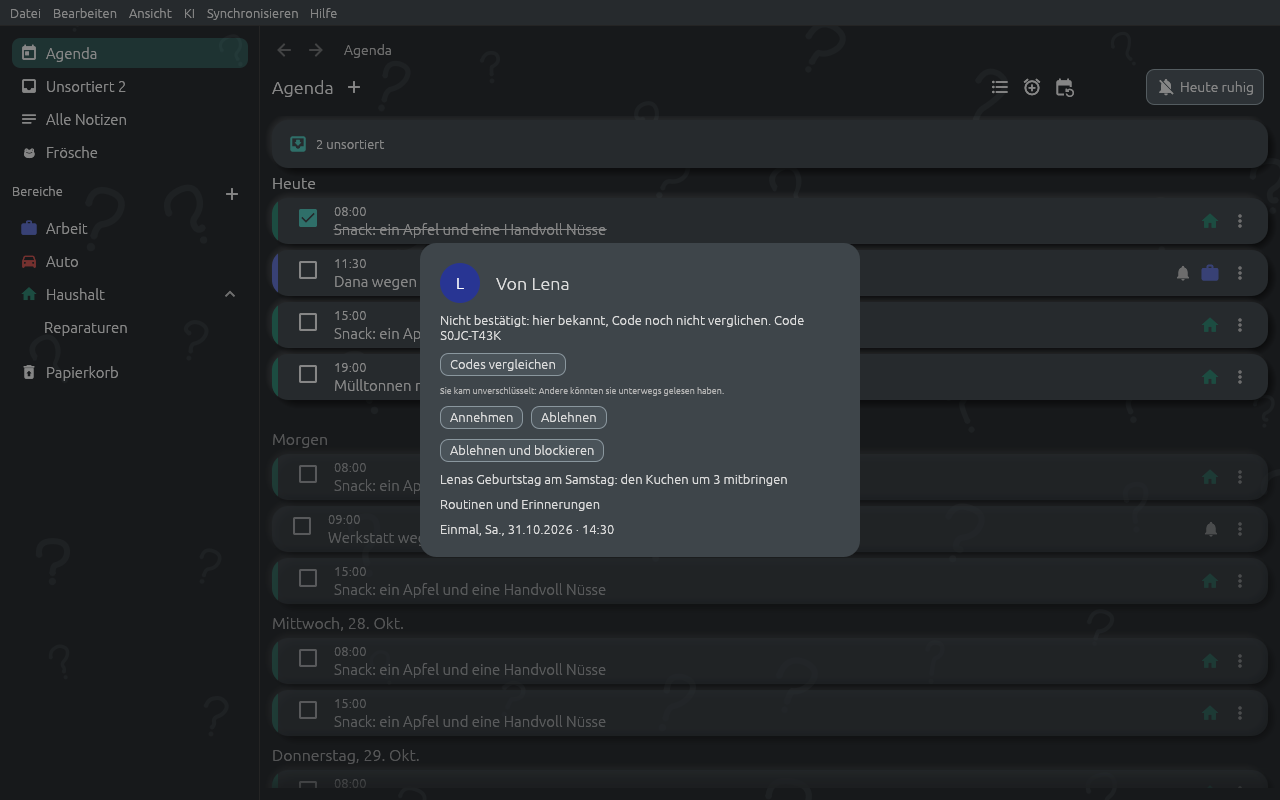 Datei Bearbeiten Ansicht KI Synchronisieren Hilfe
Agenda
Unsortiert 2
Alle Notizen
Frösche
Bereiche
Arbeit
Auto
Haushalt
Reparaturen
Papierkorb
Agenda
Agenda
Heute ruhig
2 unsortiert
Heute
08:00
Snack: ein Apfel und eine Handvoll Nüsse
11:30
Dana wegen
15:00
Snack: ein Ap
19:00
Mülltonnen
Morgen
08:00
Snack: ein Ap
09:00
Werkstatt
15:00
Snack: ein Apfel und eine Handvoll Nüsse
Mittwoch, 28. Okt.
08:00
Snack: ein Apfel und eine Handvoll Nüsse
15:00
Snack: ein Apfel und eine Handvoll Nüsse
Donnerstag, 29. Okt.
08:00
L
Von Lena
Nicht bestätigt: hier bekannt, Code noch nicht verglichen. Code
S0JC-T43K
Codes vergleichen
Sie kam unverschlüsselt: Andere könnten sie unterwegs gelesen haben.
Annehmen Ablehnen
Ablehnen und blockieren
Lenas Geburtstag am Samstag: den Kuchen um 3 mitbringen
Routinen und Erinnerungen
Einmal, Sa., 31.10.2026 · 14:30